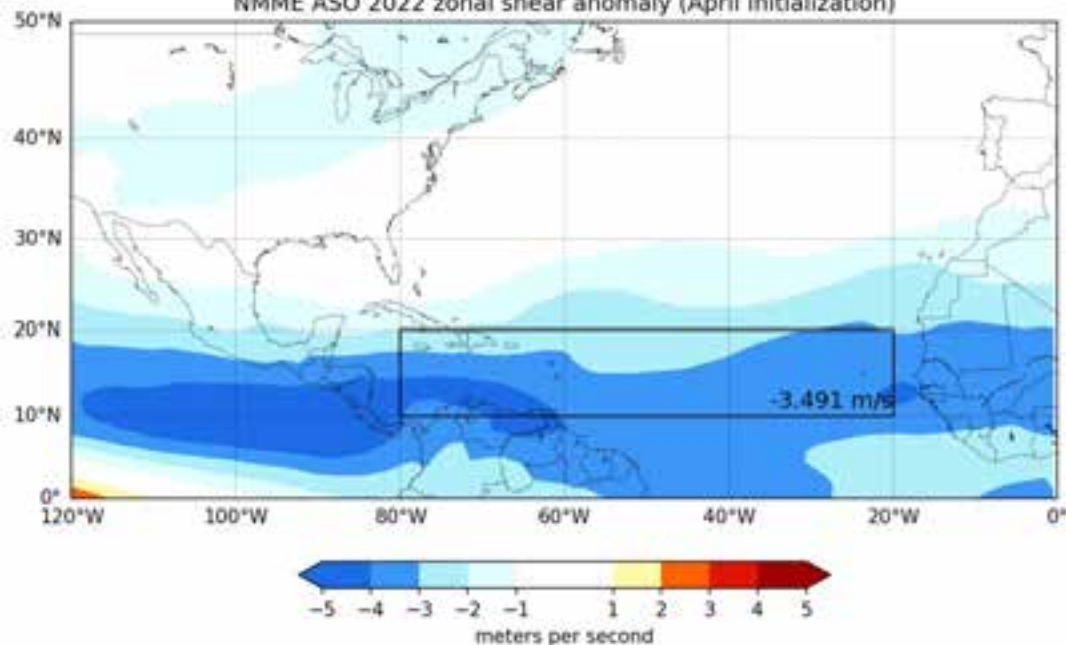 NMME ASO 2022 zonal shear anomaly (April initialization)
50°N
40°N
30°N
20°N
10°N
-3.491 m/s
0°
120°W 100°W 80°W 60°W 40°W 20°W 0°
−5 −4 −3 −2 −1 1 2 3 4 5
meters per second